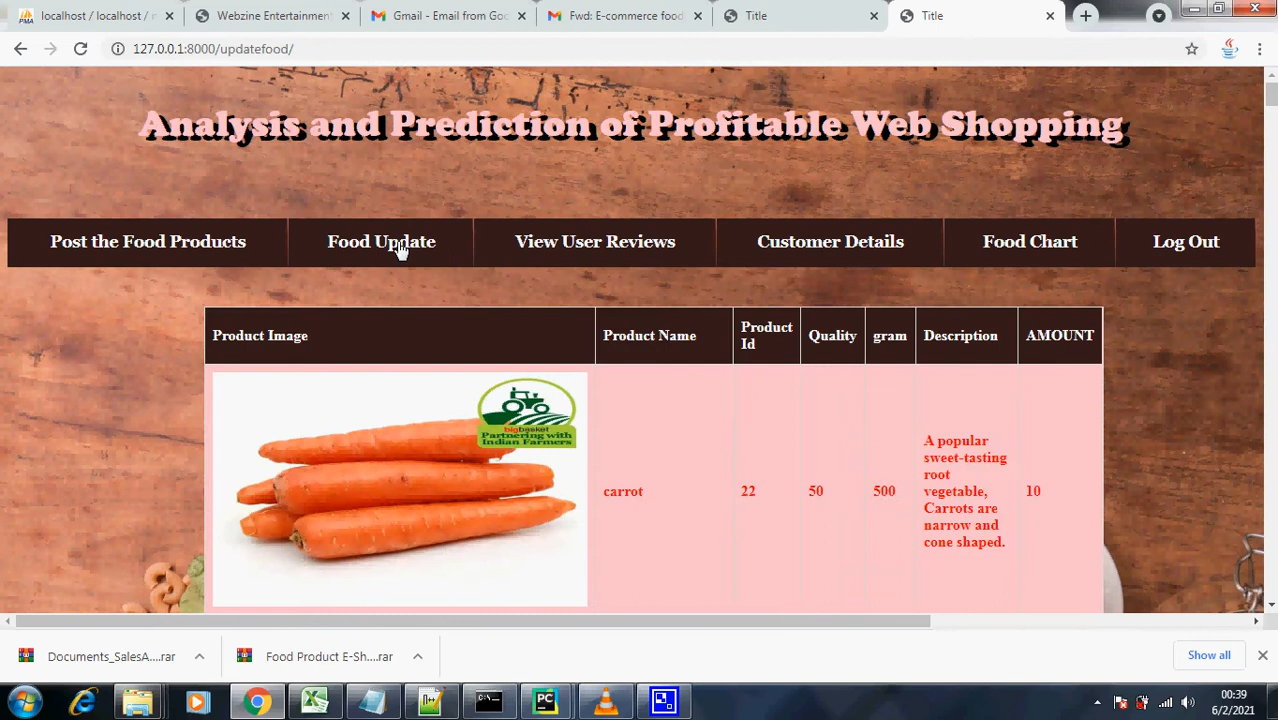 localhost / localhost / m
Webzine Entertainment
Gmail - Email from Goo
Fwd: E-commerce food
Title
Title
127.0.0.1:8000/updatefood/
Analysis and Prediction of Profitable Web Shopping
Post the Food Products
Food Update
View User Reviews
Customer Details
Food Chart
Log Out
Product Image
Product Name
Product
Id
Quality
gram
Description
AMOUNT
bigbasket
Partnering with
Indian Farmers
carrot
22
50
500
A popular
sweet-tasting
root
vegetable,
Carrots are
narrow and
cone shaped.
10
Documents_SalesA....rar
Food Product E-Sh....rar
Show all
00:39
6/2/2021